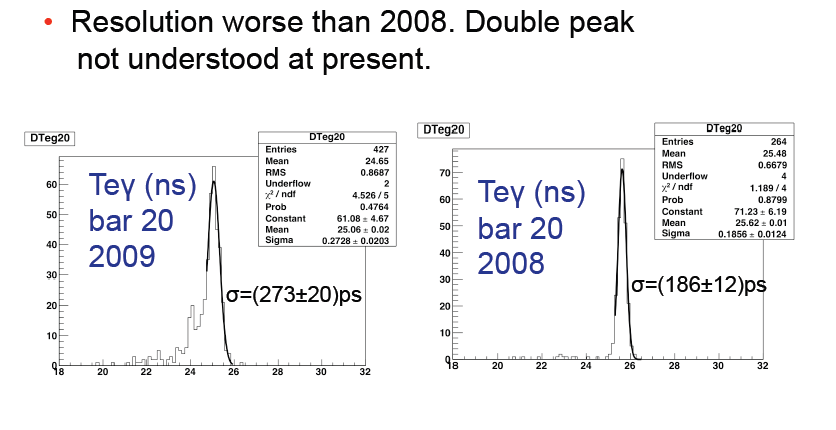 • Resolution worse than 2008. Double peak
not understood at present.
DTeg20
DTeg20
Entries 427
Mean 24.65
RMS 0.8687
Underflow 2
χ² / ndf 4.526 / 5
Prob 0.4764
Constant 61.08 ± 4.67
Mean 25.06 ± 0.02
Sigma 0.2728 ± 0.0203
Teγ (ns)
bar 20
2009
σ=(273±20)ps
60
50
40
30
20
10
0
18 20 22 24 26 28 30 32
DTeg20
DTeg20
Entries 264
Mean 25.48
RMS 0.6679
Underflow 4
χ² / ndf 1.189 / 4
Prob 0.8799
Constant 71.23 ± 6.19
Mean 25.62 ± 0.01
Sigma 0.1856 ± 0.0124
Teγ (ns)
bar 20
2008
σ=(186±12)ps
70
60
50
40
30
20
10
0
18 20 22 24 26 28 30 32